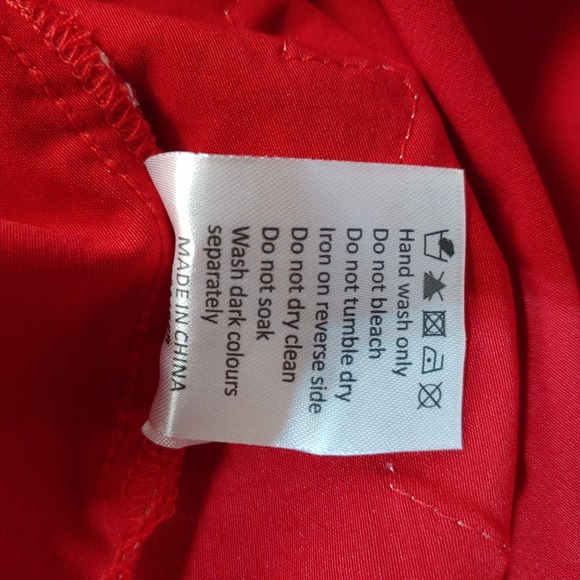 Hand wash only
Do not bleach
Do not tumble dry
Iron on reverse side
Do not dry clean
Do not soak
Wash dark colours
separately
MADE IN CHINA